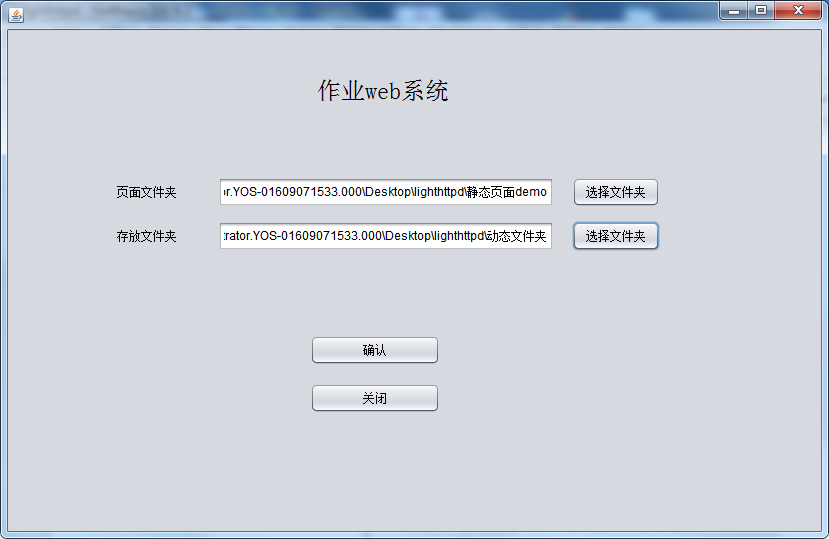 作业web系统
页面文件夹 r.YOS-01609071533.000\Desktop\lighthttpd\静态页面demo 选择文件夹
存放文件夹 trator.YOS-01609071533.000\Desktop\lighthttpd\动态文件夹 选择文件夹
确认
关闭